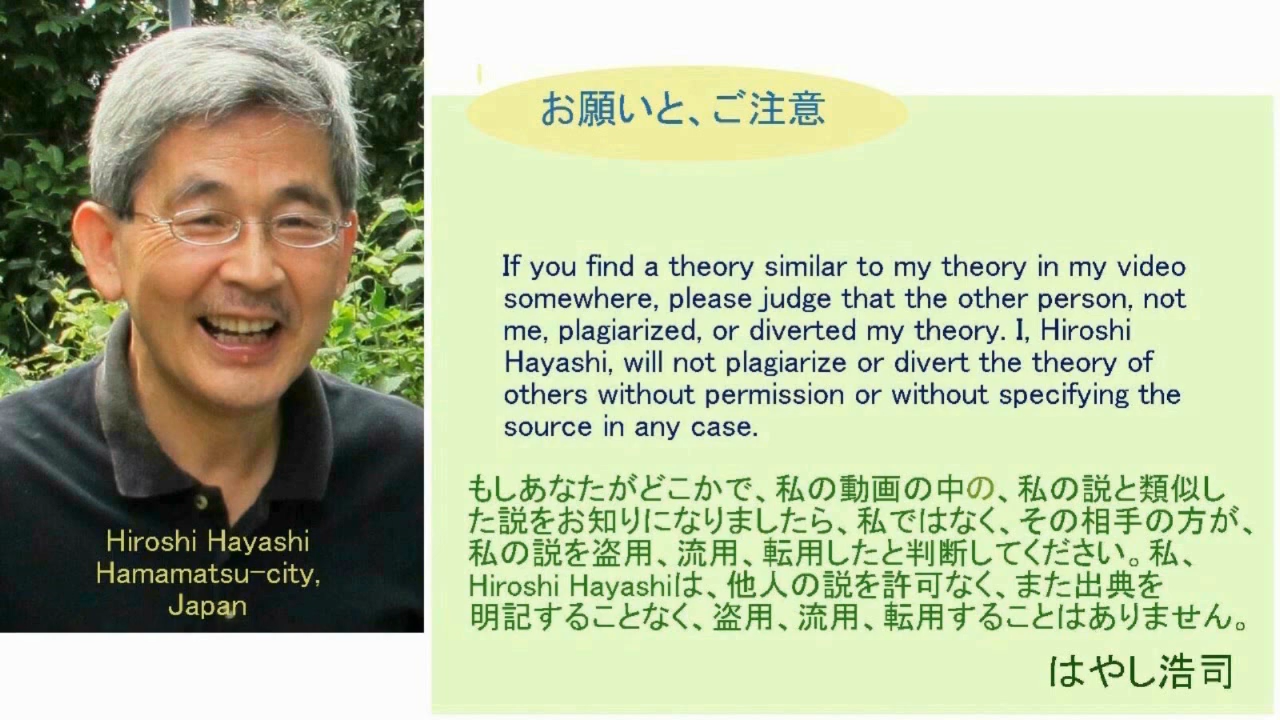 お願いと、ご注意
If you find a theory similar to my theory in my video
somewhere, please judge that the other person, not
me, plagiarized, or diverted my theory. I, Hiroshi
Hayashi, will not plagiarize or divert the theory of
others without permission or without specifying the
source in any case.
もしあなたがどこかで、私の動画の中の、私の説と類似し
た説をお知りになりましたら、私ではなく、その相手の方が、
私の説を盗用、流用、転用したと判断してください。私、
Hiroshi Hayashiは、他人の説を許可なく、また出典を
明記することなく、盗用、流用、転用することはありません。
はやし浩司
Hiroshi Hayashi
Hamamatsu-city,
Japan